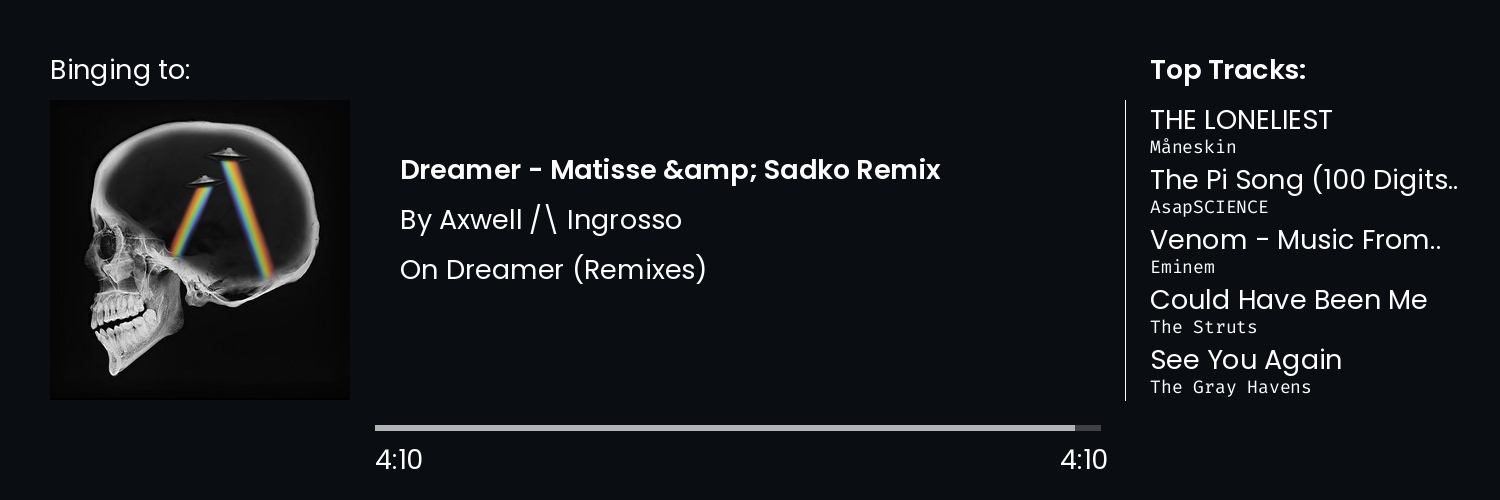 Binging to:
Dreamer - Matisse &amp; Sadko Remix
By Axwell /\ Ingrosso
On Dreamer (Remixes)
4:10
4:10
Top Tracks:
THE LONELIEST
Måneskin
The Pi Song (100 Digits..
AsapSCIENCE
Venom - Music From..
Eminem
Could Have Been Me
The Struts
See You Again
The Gray Havens